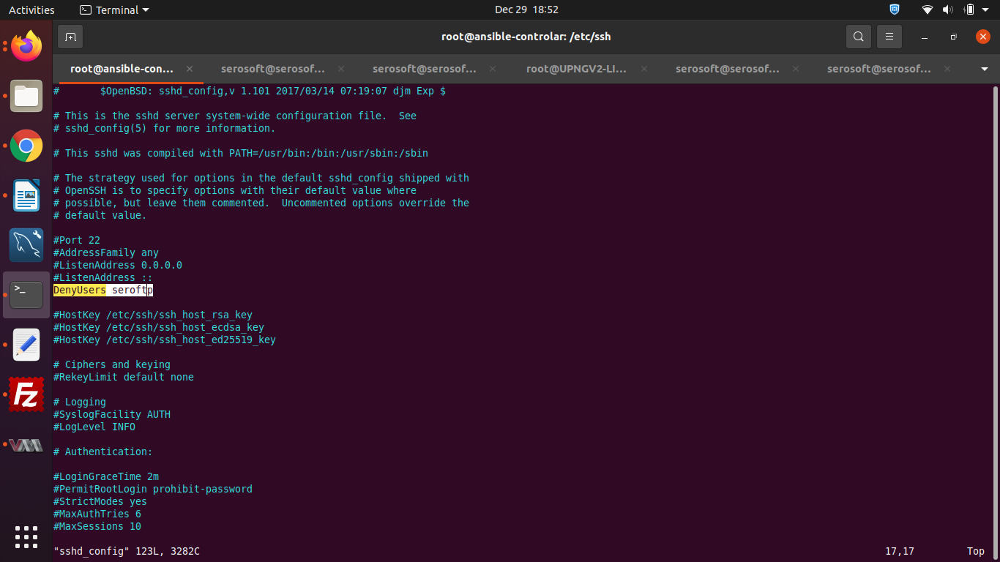 Activities
Terminal
Dec 29 18:52
root@ansible-controlar: /etc/ssh
root@ansible-con...
serosoft@serosof...
serosoft@serosof...
root@UPNGV2-LI...
serosoft@serosof...
serosoft@serosof...
#       $OpenBSD: sshd_config,v 1.101 2017/03/14 07:19:07 djm Exp $
# This is the sshd server system-wide configuration file.  See
# sshd_config(5) for more information.
# This sshd was compiled with PATH=/usr/bin:/bin:/usr/sbin:/sbin
# The strategy used for options in the default sshd_config shipped with
# OpenSSH is to specify options with their default value where
# possible, but leave them commented.  Uncommented options override the
# default value.
#Port 22
#AddressFamily any
#ListenAddress 0.0.0.0
#ListenAddress ::
DenyUsers seroftp
#HostKey /etc/ssh/ssh_host_rsa_key
#HostKey /etc/ssh/ssh_host_ecdsa_key
#HostKey /etc/ssh/ssh_host_ed25519_key
# Ciphers and keying
#RekeyLimit default none
# Logging
#SyslogFacility AUTH
#LogLevel INFO
# Authentication:
#LoginGraceTime 2m
#PermitRootLogin prohibit-password
#StrictModes yes
#MaxAuthTries 6
#MaxSessions 10
"sshd_config" 123L, 3282C
17,17
Top
>_
Fz
VM